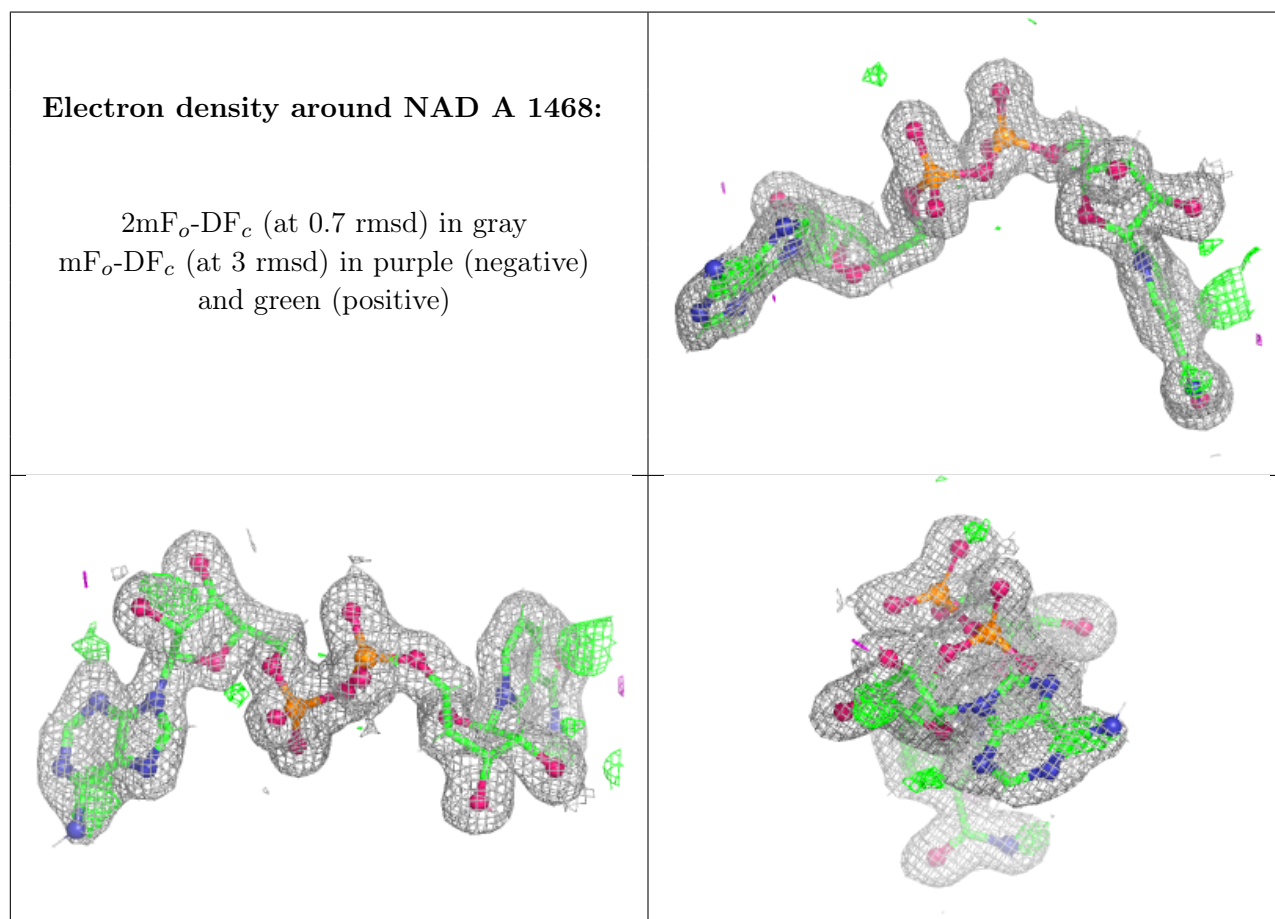 Electron density around NAD A 1468:
2mFo-DFc (at 0.7 rmsd) in gray
mFo-DFc (at 3 rmsd) in purple (negative)
and green (positive)